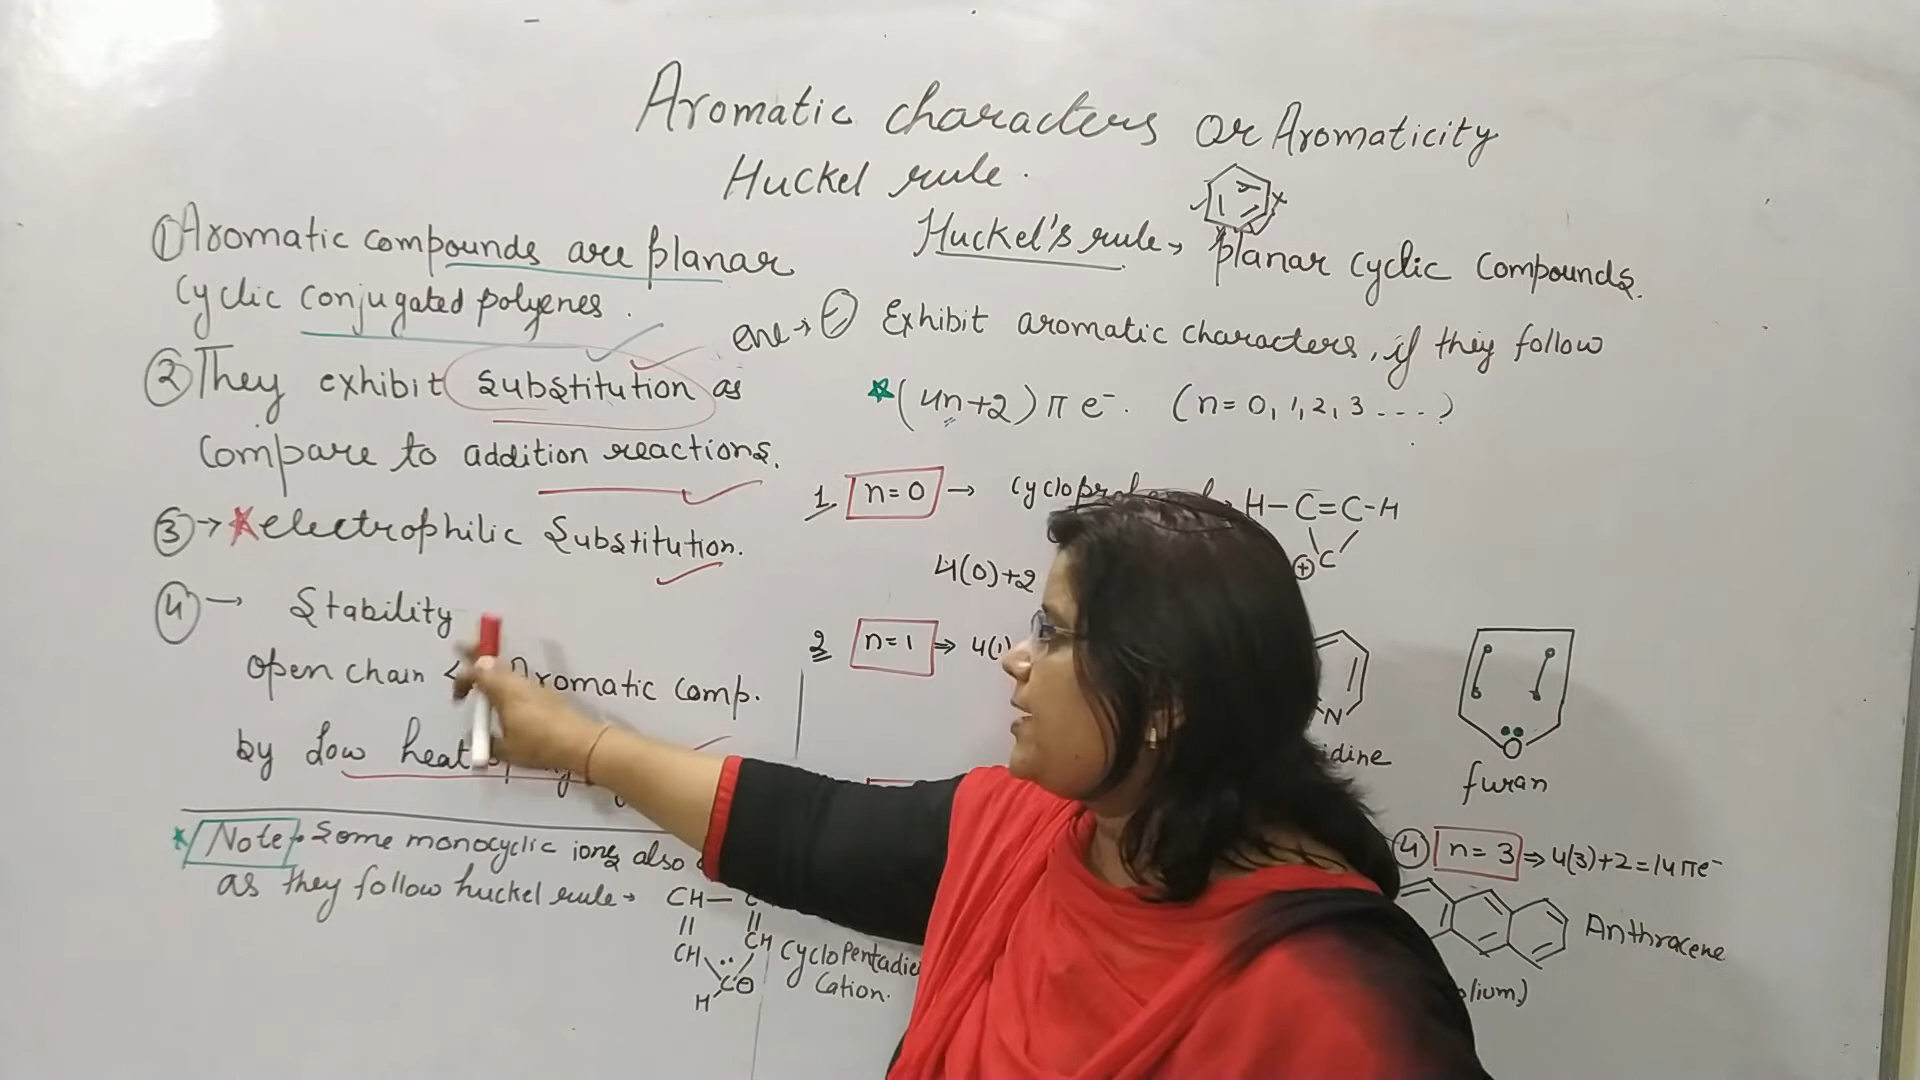 Aromatic characters or Aromaticity
Huckel rule.
① Aromatic compounds are planar
cyclic conjugated polyenes.
② They exhibit substitution as
compare to addition reactions.
③ → electrophilic substitution.
④ → Stability
open chain < Aromatic comp.
by low heat
Note → Some monocyclic ions also
as they follow huckel rule →
CH — C
CH CH
H C⊖
Cyclopentadie
Cation.
Huckel's rule → planar cyclic compounds.
ene →
Exhibit aromatic characters, if they follow
(4n+2) π e⁻. (n= 0, 1, 2, 3 ....)
1. n=0 →
H-C=C-H
⊕ C
4(0)+2
2 n=1 ⇒ 4(1)
N
idine
O
furan
④ n= 3 ⇒ 4(3)+2=14πe⁻
Anthracene
lium)